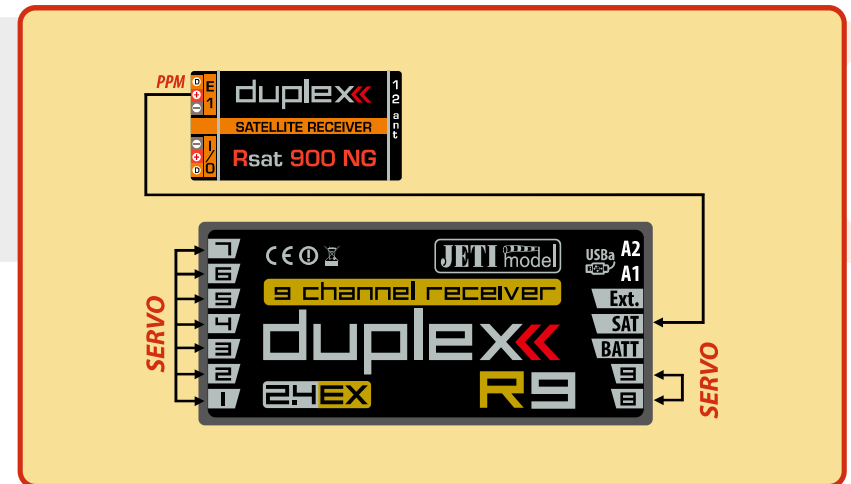 PPM
D
+
−
E
1
duplex
1
2
ant
SATELLITE RECEIVER
−
+
D
I/O
Rsat 900 NG
7
6
5
4
3
2
1
SERVO
CE
JETI model
USBa
A2
A1
9 channel receiver
Ext.
SAT
duplex
BATT
2.4EX
R9
9
8
SERVO